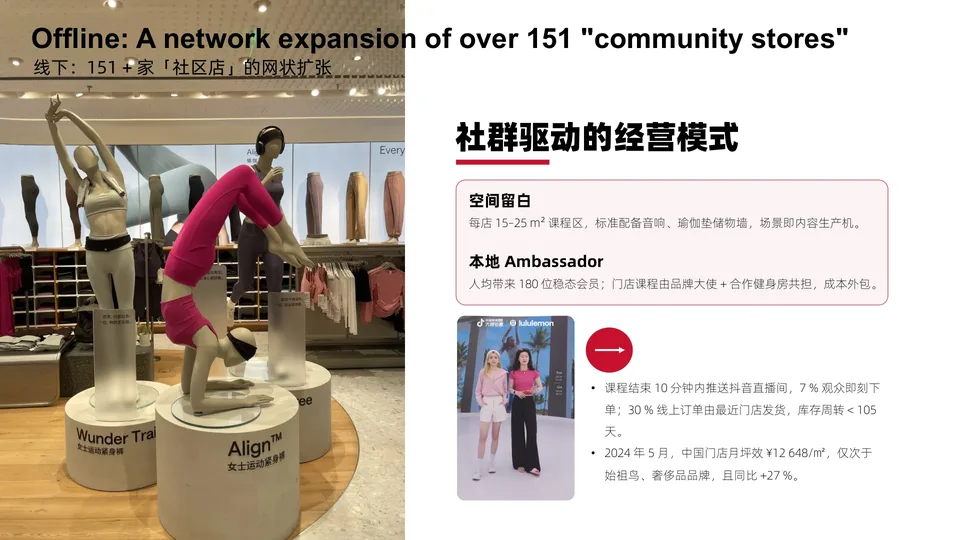 Offline: A network expansion of over 151 "community stores"
线下：151 + 家「社区店」的网状扩张
社群驱动的经营模式
空间留白
每店 15-25 m² 课程区，标准配备音响、瑜伽垫储物墙，场景即内容生产机。
本地 Ambassador
人均带来 180 位稳态会员；门店课程由品牌大使 + 合作健身房共担，成本外包。
lululemon
• 课程结束 10 分钟内推送抖音直播间，7 % 观众即刻下
单；30 % 线上订单由最近门店发货，库存周转 < 105
天。
• 2024 年 5 月，中国门店月坪效 ¥12 648/㎡，仅次于
始祖鸟、奢侈品品牌，且同比 +27 %。
Every
Wunder Trai
女士运动紧身裤
Align™
女士运动紧身裤